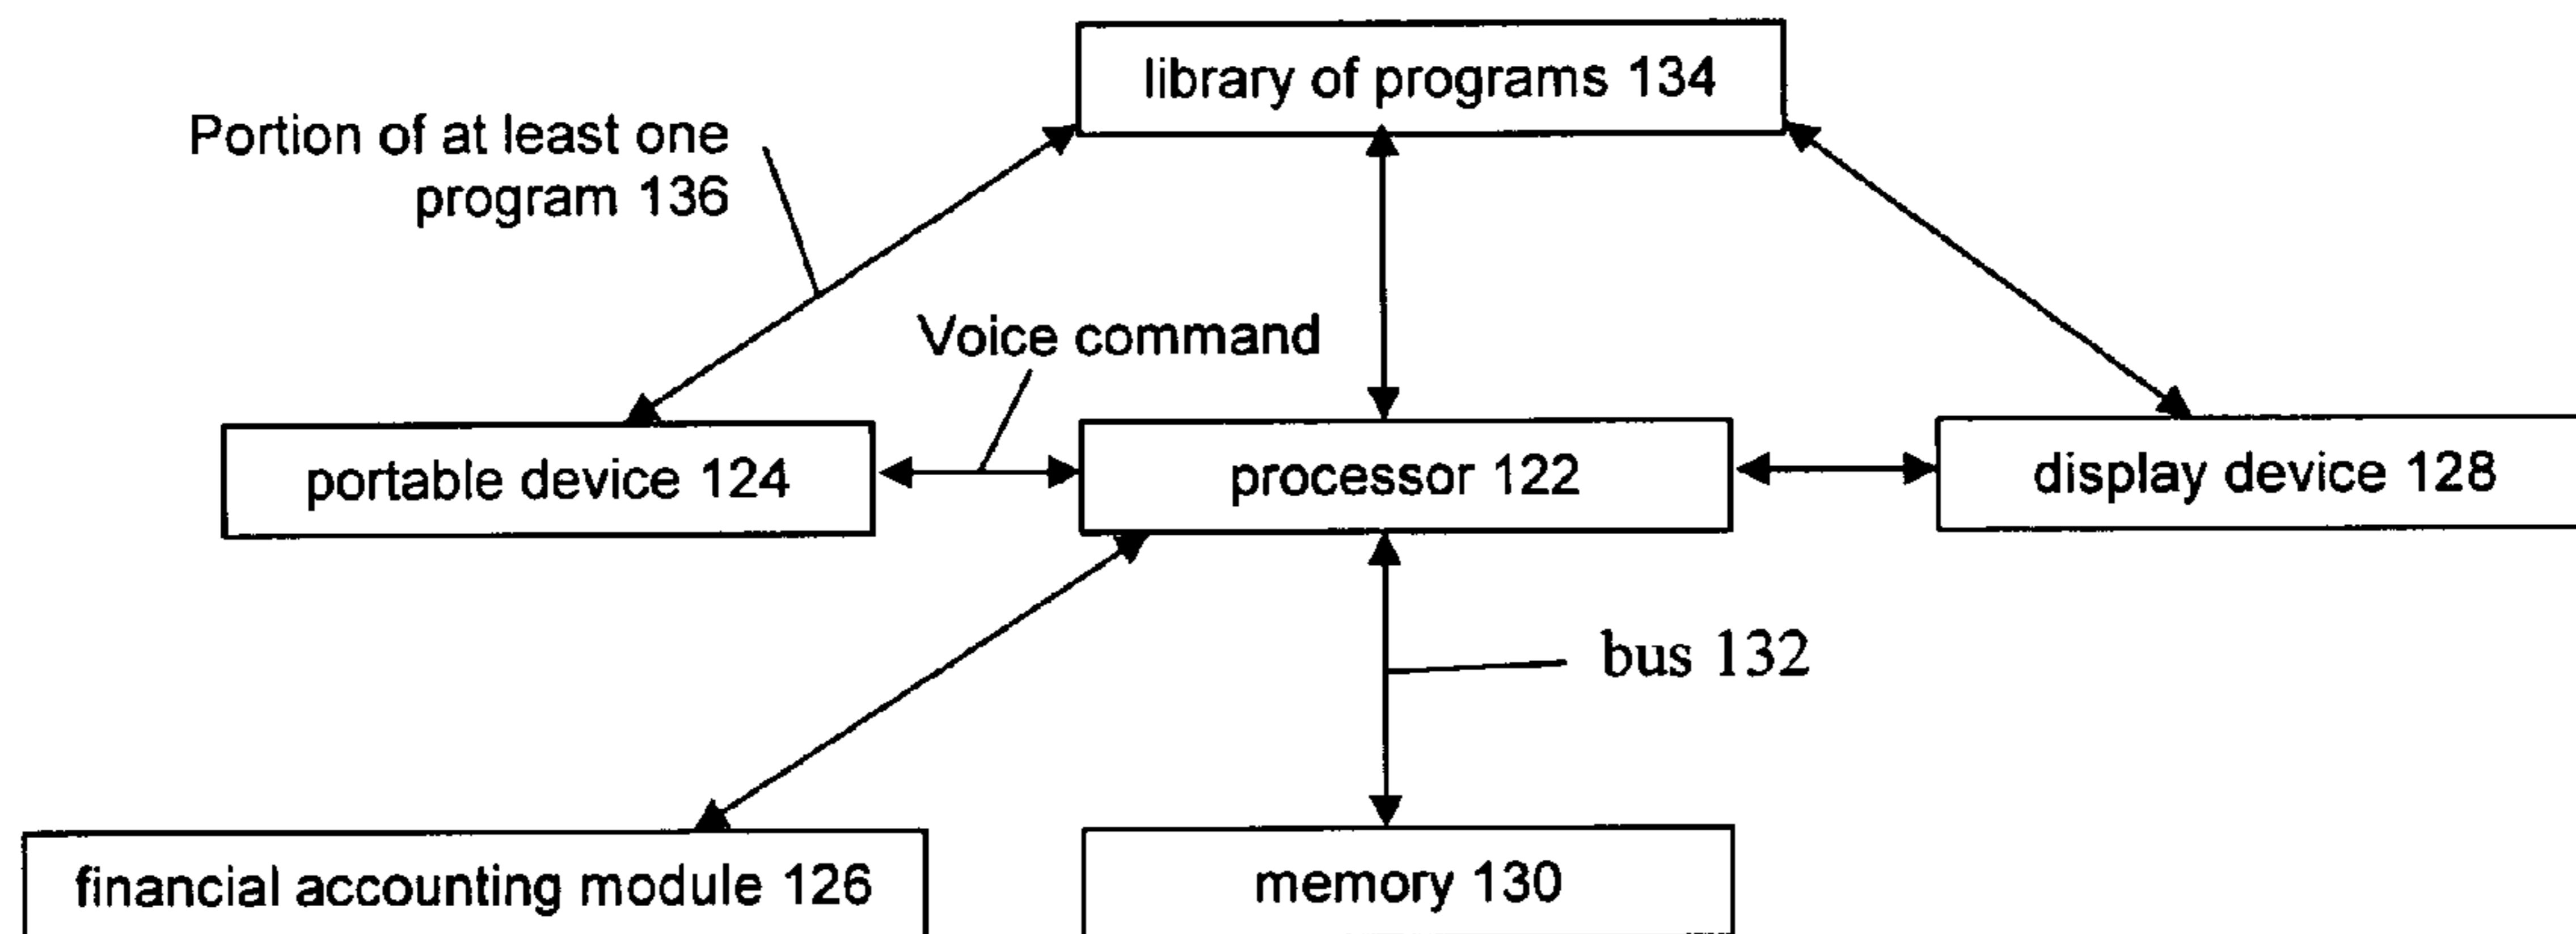 library of programs 134
Portion of at least one
program 136
Voice command
portable device 124
processor 122
display device 128
bus 132
financial accounting module 126
memory 130